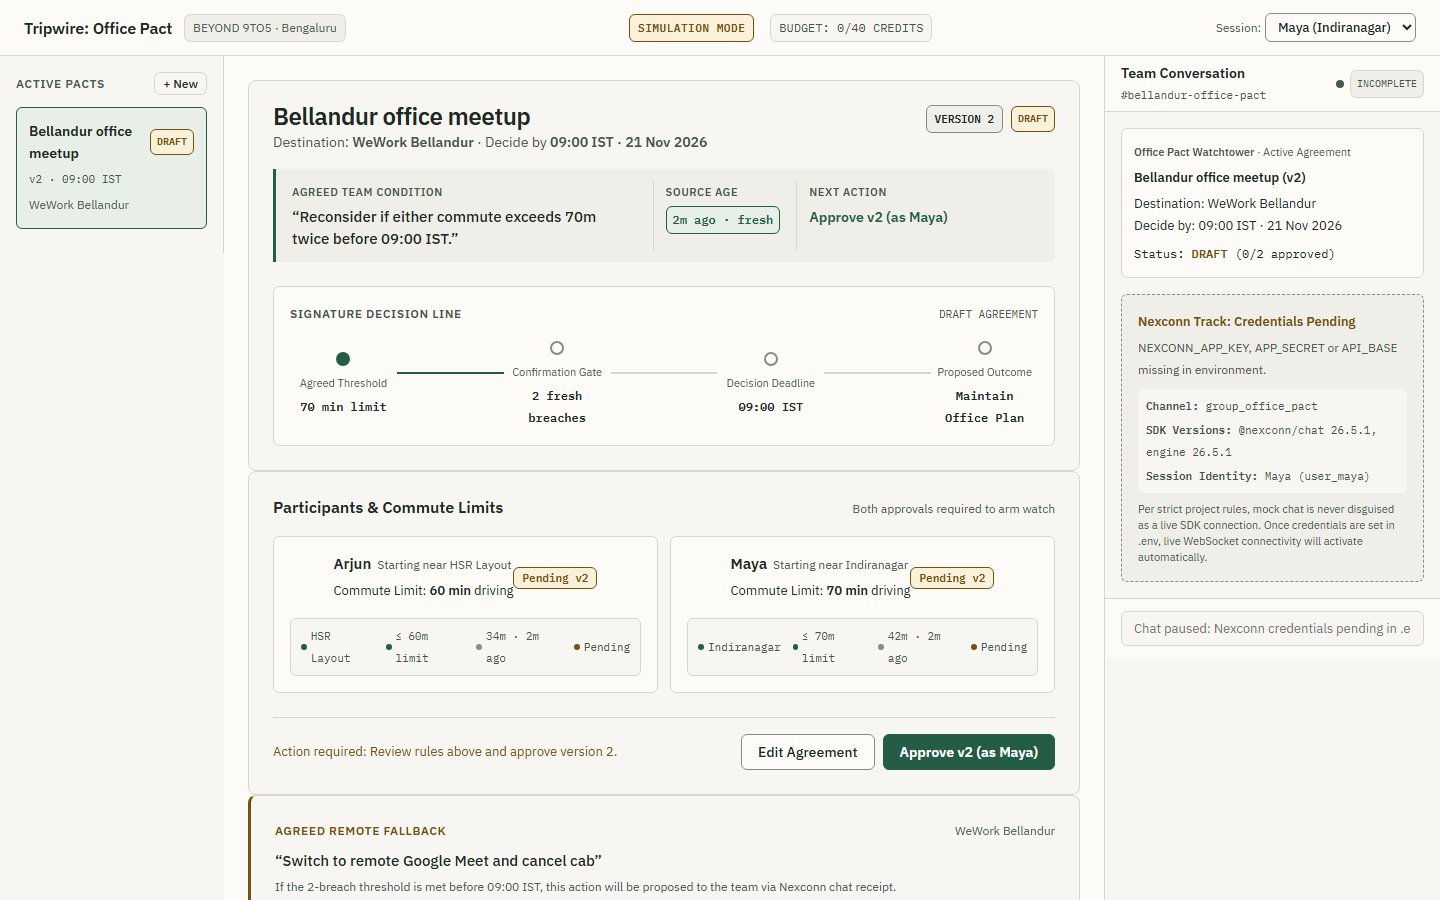 Tripwire: Office Pact
BEYOND 9TO5 · Bengaluru
SIMULATION MODE
BUDGET: 0/40 CREDITS
Session:
Maya (Indiranagar)
ACTIVE PACTS
+ New
Bellandur office
meetup
DRAFT
v2 · 09:00 IST
WeWork Bellandur
Bellandur office meetup
Destination: WeWork Bellandur · Decide by 09:00 IST · 21 Nov 2026
VERSION 2
DRAFT
AGREED TEAM CONDITION
“Reconsider if either commute exceeds 70m
twice before 09:00 IST.”
SOURCE AGE
2m ago · fresh
NEXT ACTION
Approve v2 (as Maya)
SIGNATURE DECISION LINE
DRAFT AGREEMENT
Agreed Threshold
70 min limit
Confirmation Gate
2 fresh
breaches
Decision Deadline
09:00 IST
Proposed Outcome
Maintain
Office Plan
Participants & Commute Limits
Both approvals required to arm watch
Arjun Starting near HSR Layout
Commute Limit: 60 min driving
Pending v2
HSR
Layout
≤ 60m
limit
34m · 2m
ago
Pending
Maya Starting near Indiranagar
Commute Limit: 70 min driving
Pending v2
Indiranagar
≤ 70m
limit
42m · 2m
ago
Pending
Action required: Review rules above and approve version 2.
Edit Agreement
Approve v2 (as Maya)
AGREED REMOTE FALLBACK
WeWork Bellandur
“Switch to remote Google Meet and cancel cab”
If the 2-breach threshold is met before 09:00 IST, this action will be proposed to the team via Nexconn chat receipt.
Team Conversation
#bellandur-office-pact
INCOMPLETE
Office Pact Watchtower · Active Agreement
Bellandur office meetup (v2)
Destination: WeWork Bellandur
Decide by: 09:00 IST · 21 Nov 2026
Status: DRAFT (0/2 approved)
Nexconn Track: Credentials Pending
NEXCONN_APP_KEY, APP_SECRET or API_BASE
missing in environment.
Channel: group_office_pact
SDK Versions: @nexconn/chat 26.5.1,
engine 26.5.1
Session Identity: Maya (user_maya)
Per strict project rules, mock chat is never disguised
as a live SDK connection. Once credentials are set in
.env, live WebSocket connectivity will activate
automatically.
Chat paused: Nexconn credentials pending in .e